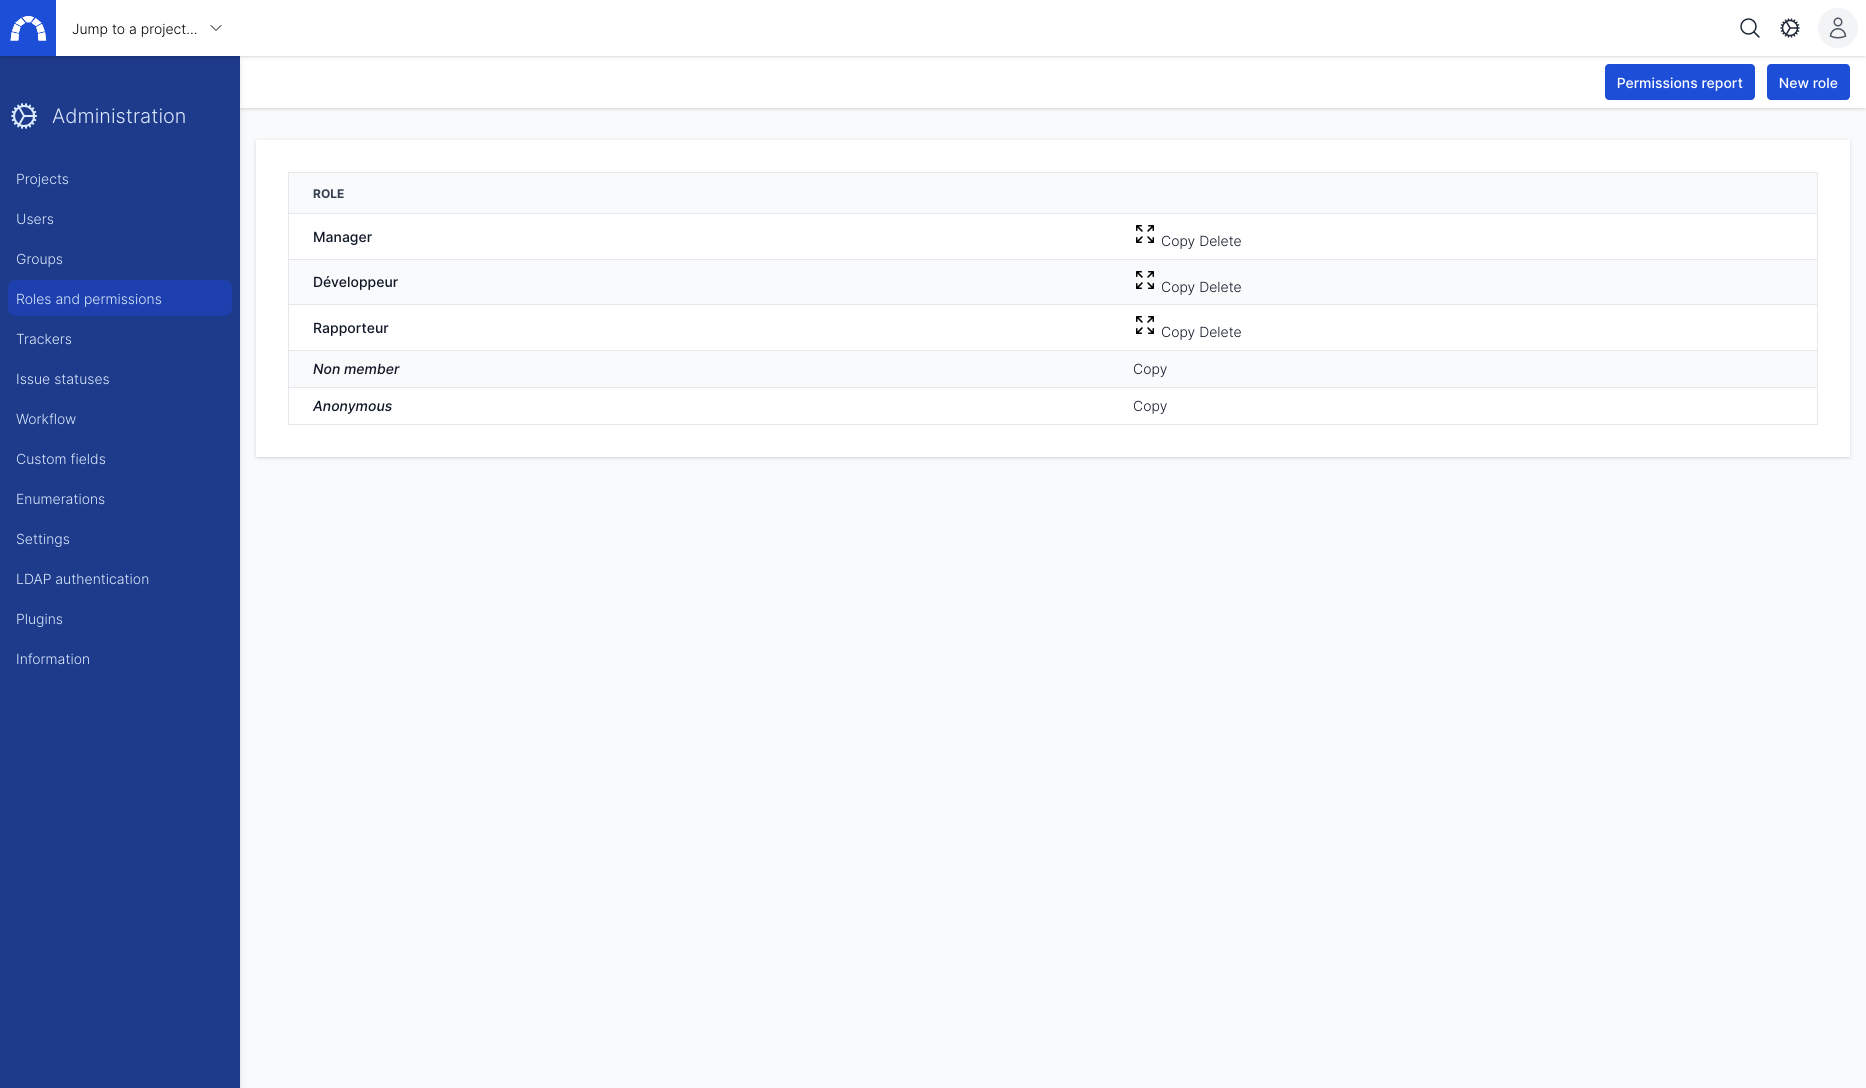 Jump to a project...
Permissions report New role
Administration
Projects
Users
Groups
Roles and permissions
Trackers
Issue statuses
Workflow
Custom fields
Enumerations
Settings
LDAP authentication
Plugins
Information
ROLE
Manager Copy Delete
Développeur Copy Delete
Rapporteur Copy Delete
Non member Copy
Anonymous Copy